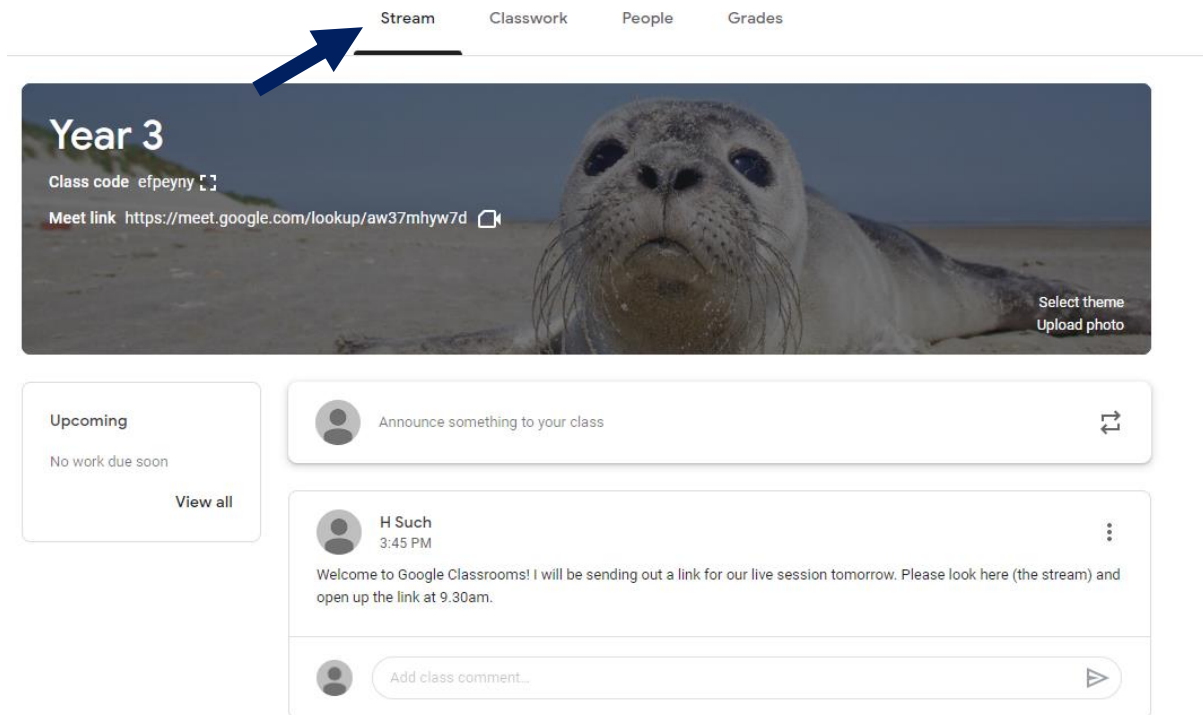 Stream Classwork People Grades
Year 3
Class code efpeyny
Meet link https://meet.google.com/lookup/aw37mhyw7d
Select theme
Upload photo
Upcoming
No work due soon
View all
Announce something to your class
H Such
3:45 PM
Welcome to Google Classrooms! I will be sending out a link for our live session tomorrow. Please look here (the stream) and
open up the link at 9.30am.
Add class comment...